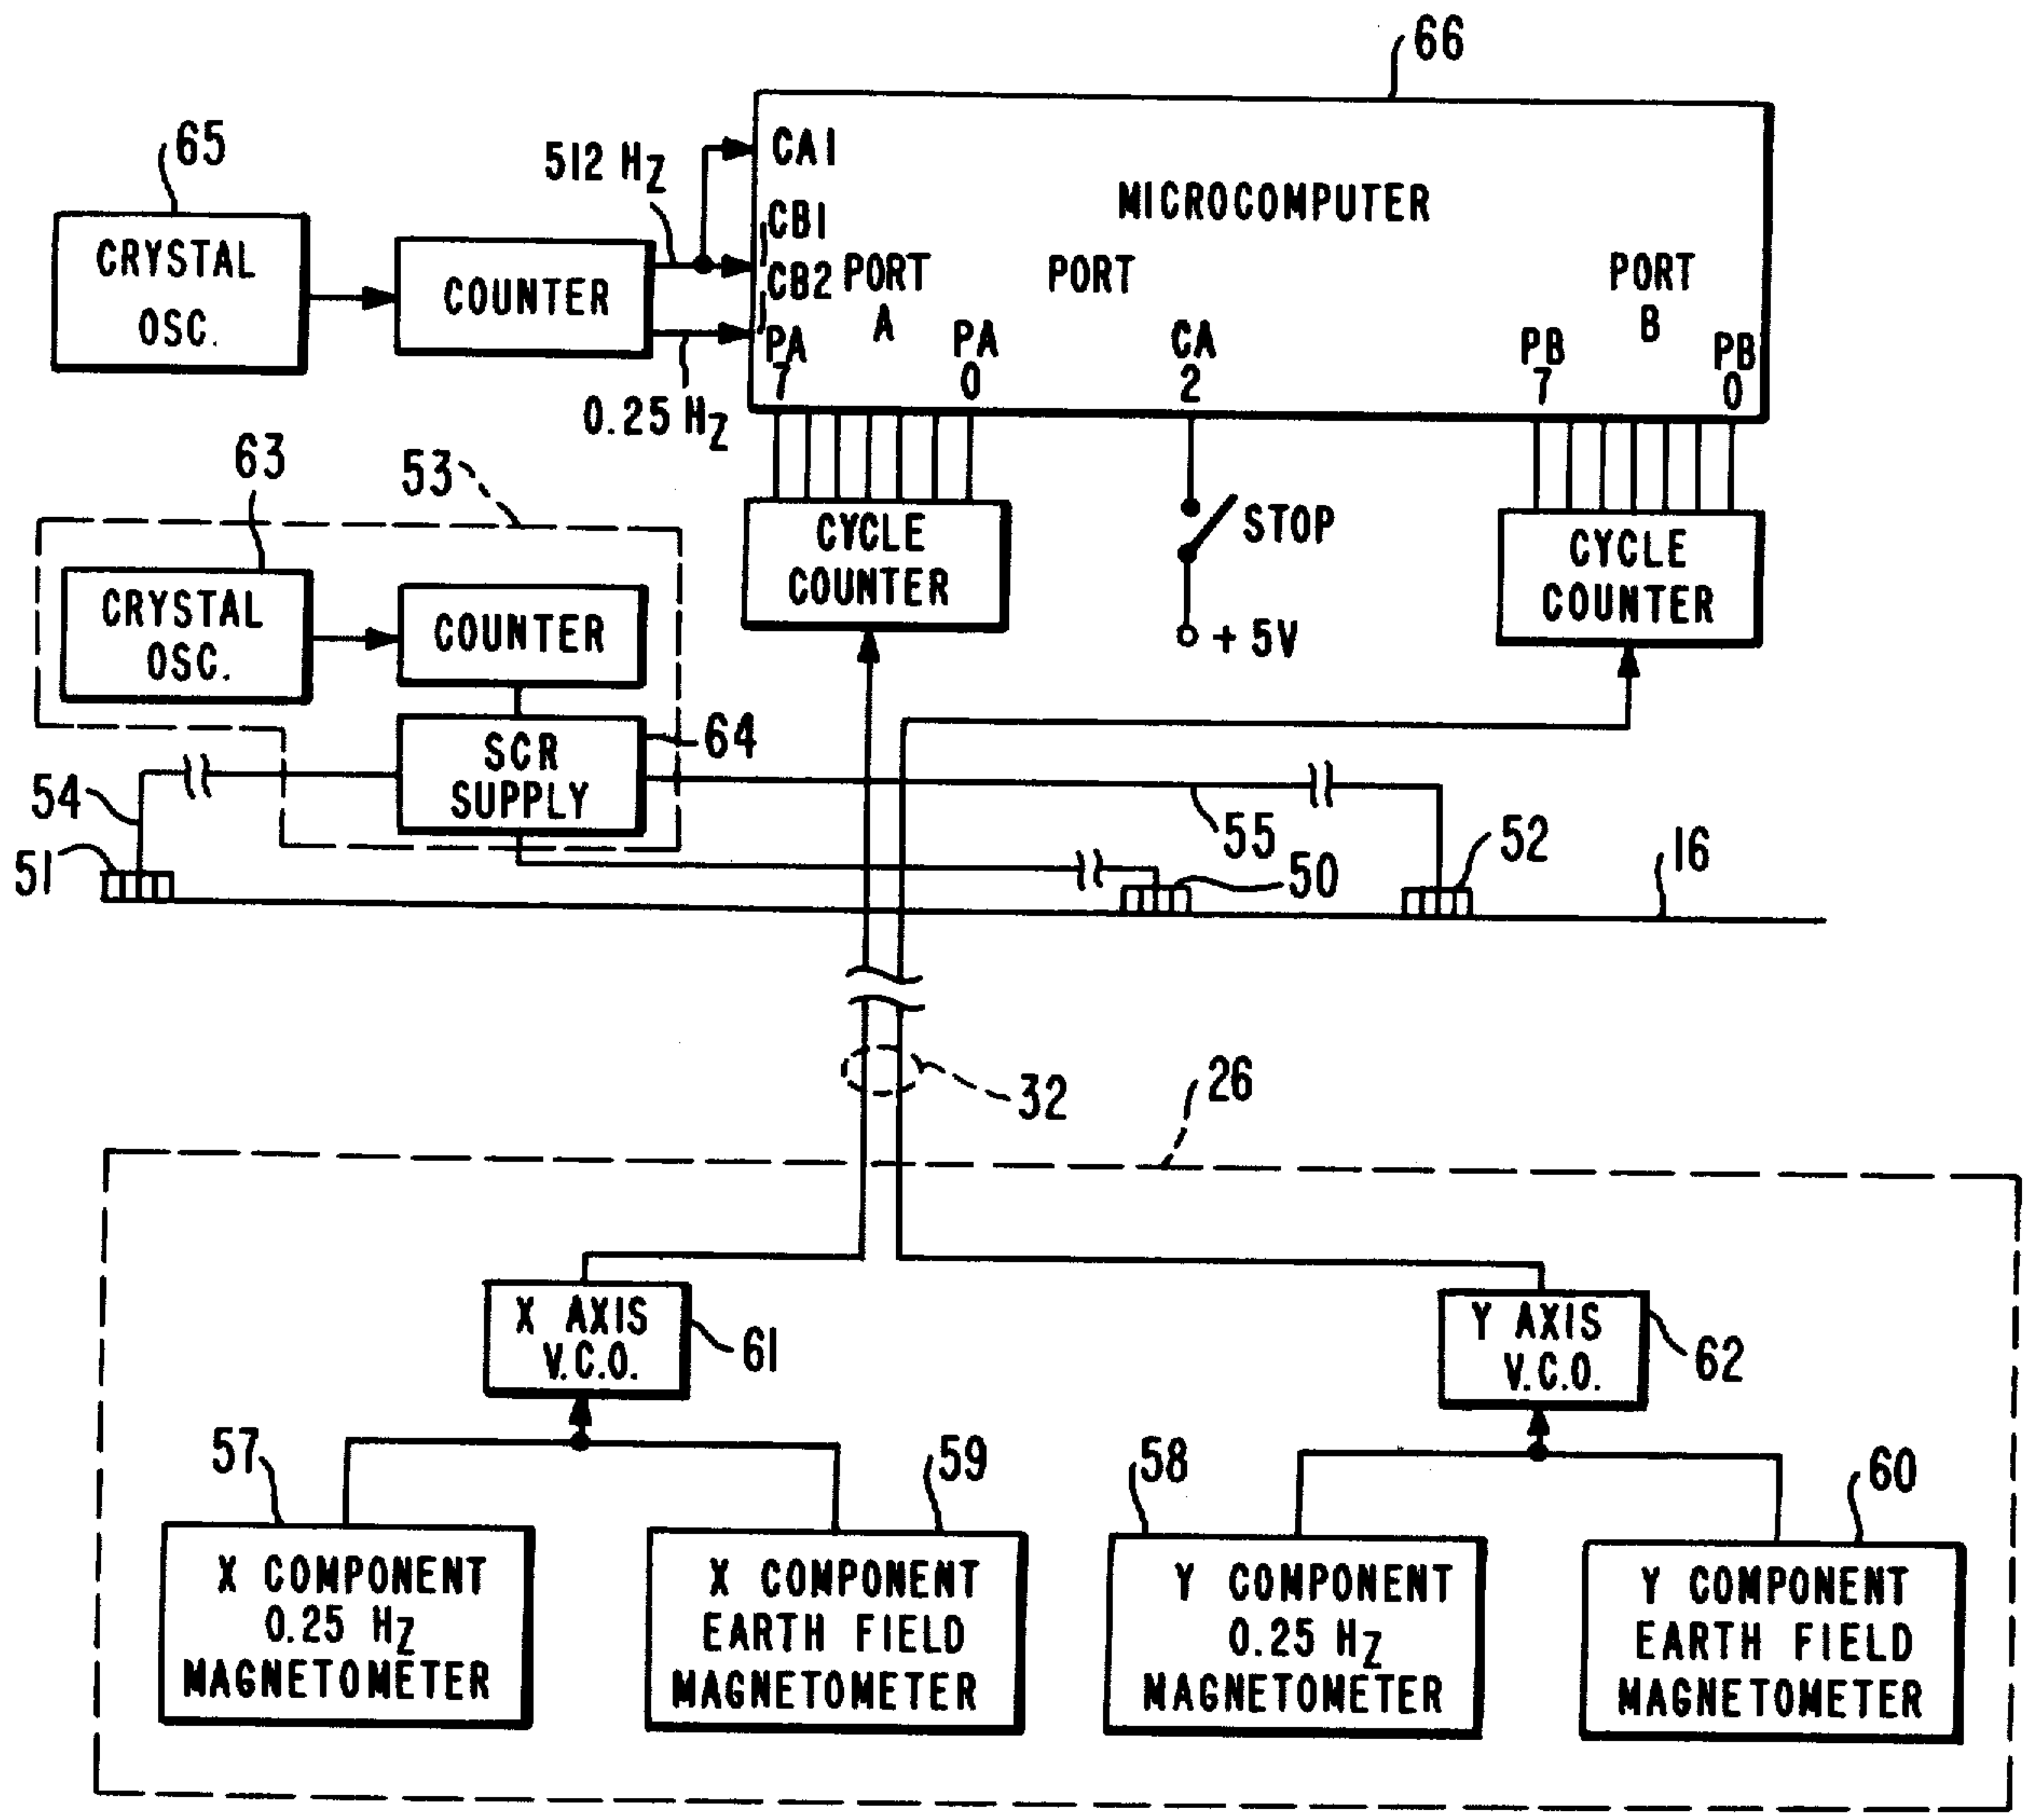 66
65
CRYSTAL
OSC.
COUNTER
512 HZ
0.25 HZ
CA1
CB1
CB2
PA
7
PORT
A
PA
0
MICROCOMPUTER
PORT
CA
2
PORT
B
PB
7
PB
0
63
53
CRYSTAL
OSC.
COUNTER
SCR
SUPPLY
64
CYCLE
COUNTER
STOP
+ 5V
CYCLE
COUNTER
54
51
55
50
52
16
32
26
X AXIS
V.C.O.
61
Y AXIS
V.C.O.
62
57
X COMPONENT
0.25 HZ
MAGNETOMETER
59
X COMPONENT
EARTH FIELD
MAGNETOMETER
58
Y COMPONENT
0.25 HZ
MAGNETOMETER
60
Y COMPONENT
EARTH FIELD
MAGNETOMETER